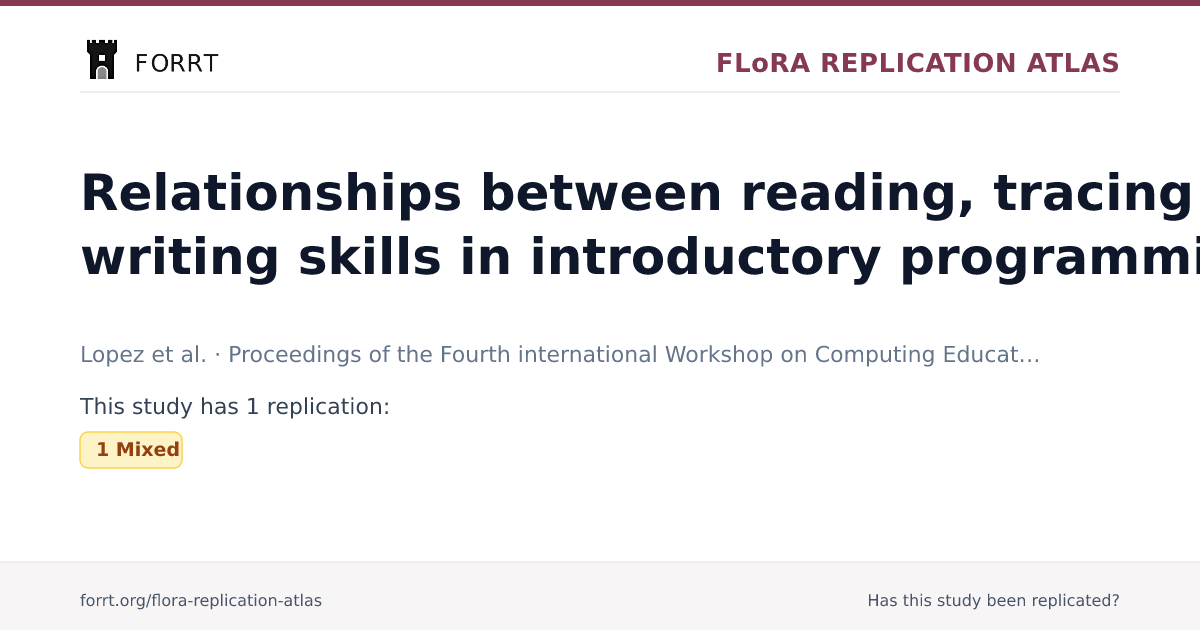 FORRT
FLoRA REPLICATION ATLAS
Relationships between reading, tracing
writing skills in introductory programmi
Lopez et al. · Proceedings of the Fourth international Workshop on Computing Educat…
This study has 1 replication:
1 Mixed
forrt.org/flora-replication-atlas
Has this study been replicated?